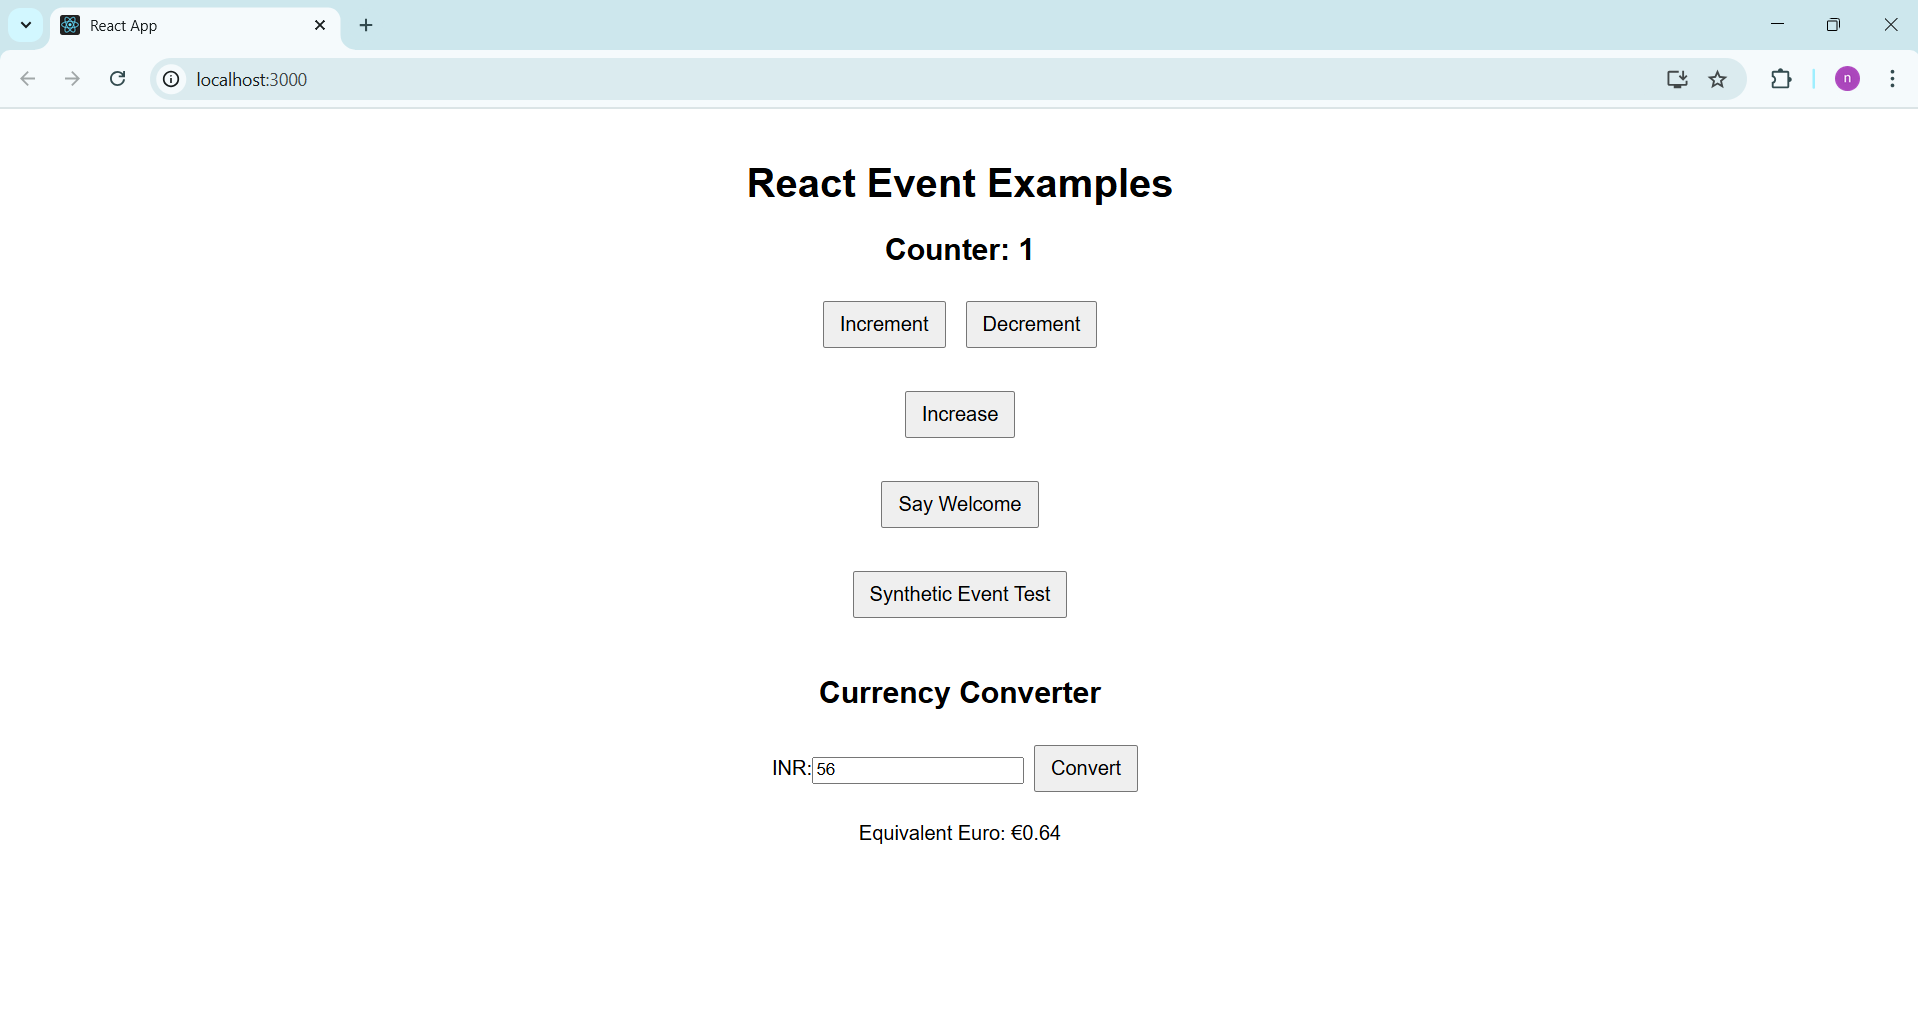 React App
localhost:3000
n
React Event Examples
Counter: 1
Increment Decrement
Increase
Say Welcome
Synthetic Event Test
Currency Converter
INR: 56 Convert
Equivalent Euro: €0.64